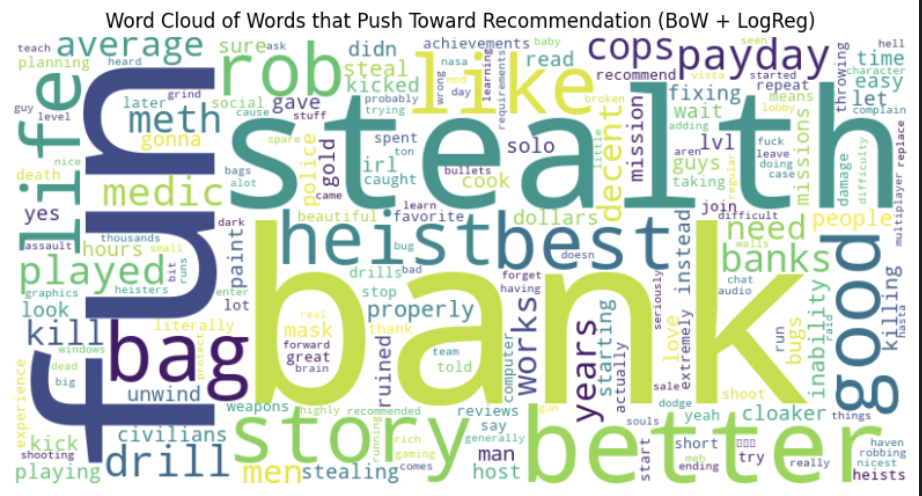 Word Cloud of Words that Push Toward Recommendation (BoW + LogReg)
teach
average
sure
ask
didn
achievements
baby
cops
payday
seen
hell
planning
heard
rob
steal
nasa
read
recommend
vista
started
throwing
time
character
guy
grind
kicked
like
wrong
mod
day
learning
requirements
broken
fixing
repeat
easy
level
life
later
social
gave
probably
trying
wait
means
let
complain
meth
cause
stuff
adding
lobby
gonna
fun
stealth
spent
solo
decent
mission
lvl
fuck
leave
doing
case
missions
replace
nice
spare
police
gold
irl
ton
bullets
little
guys
aren
regular
damage
difficulty
multiplayer
death
medic
bags
alot
came
caught
cook
taking
yes
dark
beautiful
learn
favorite
dollars
join
difficult
people
assault
thousands
small
paint
heist
best
instead
need
walls
hours
bit
runs
bug
doesn
banks
good
played
drills
bad
forget
having
seriously
chat
audio
killing
hasta
graphics
heisters
enter
stop
look
lot
bank
properly
works
years
starting
actually
extremely
love
run
bugs
inability
raid
kill
literally
real
mask
thank
windows
bag
protect
forward
great
brain
ruined
team
told
computer
sale
experience
dead
big
unwind
dodge
shoot
weapons
highly
recommended
reviews
gun
souls
yeah
cloaker
things
kick
civilians
story
running
rich
gaming
say
generally
better
short
try
really
haven
shooting
drill
robbing
playing
men
stealing
comes
host
man
start
meh
ending
nicest
heists